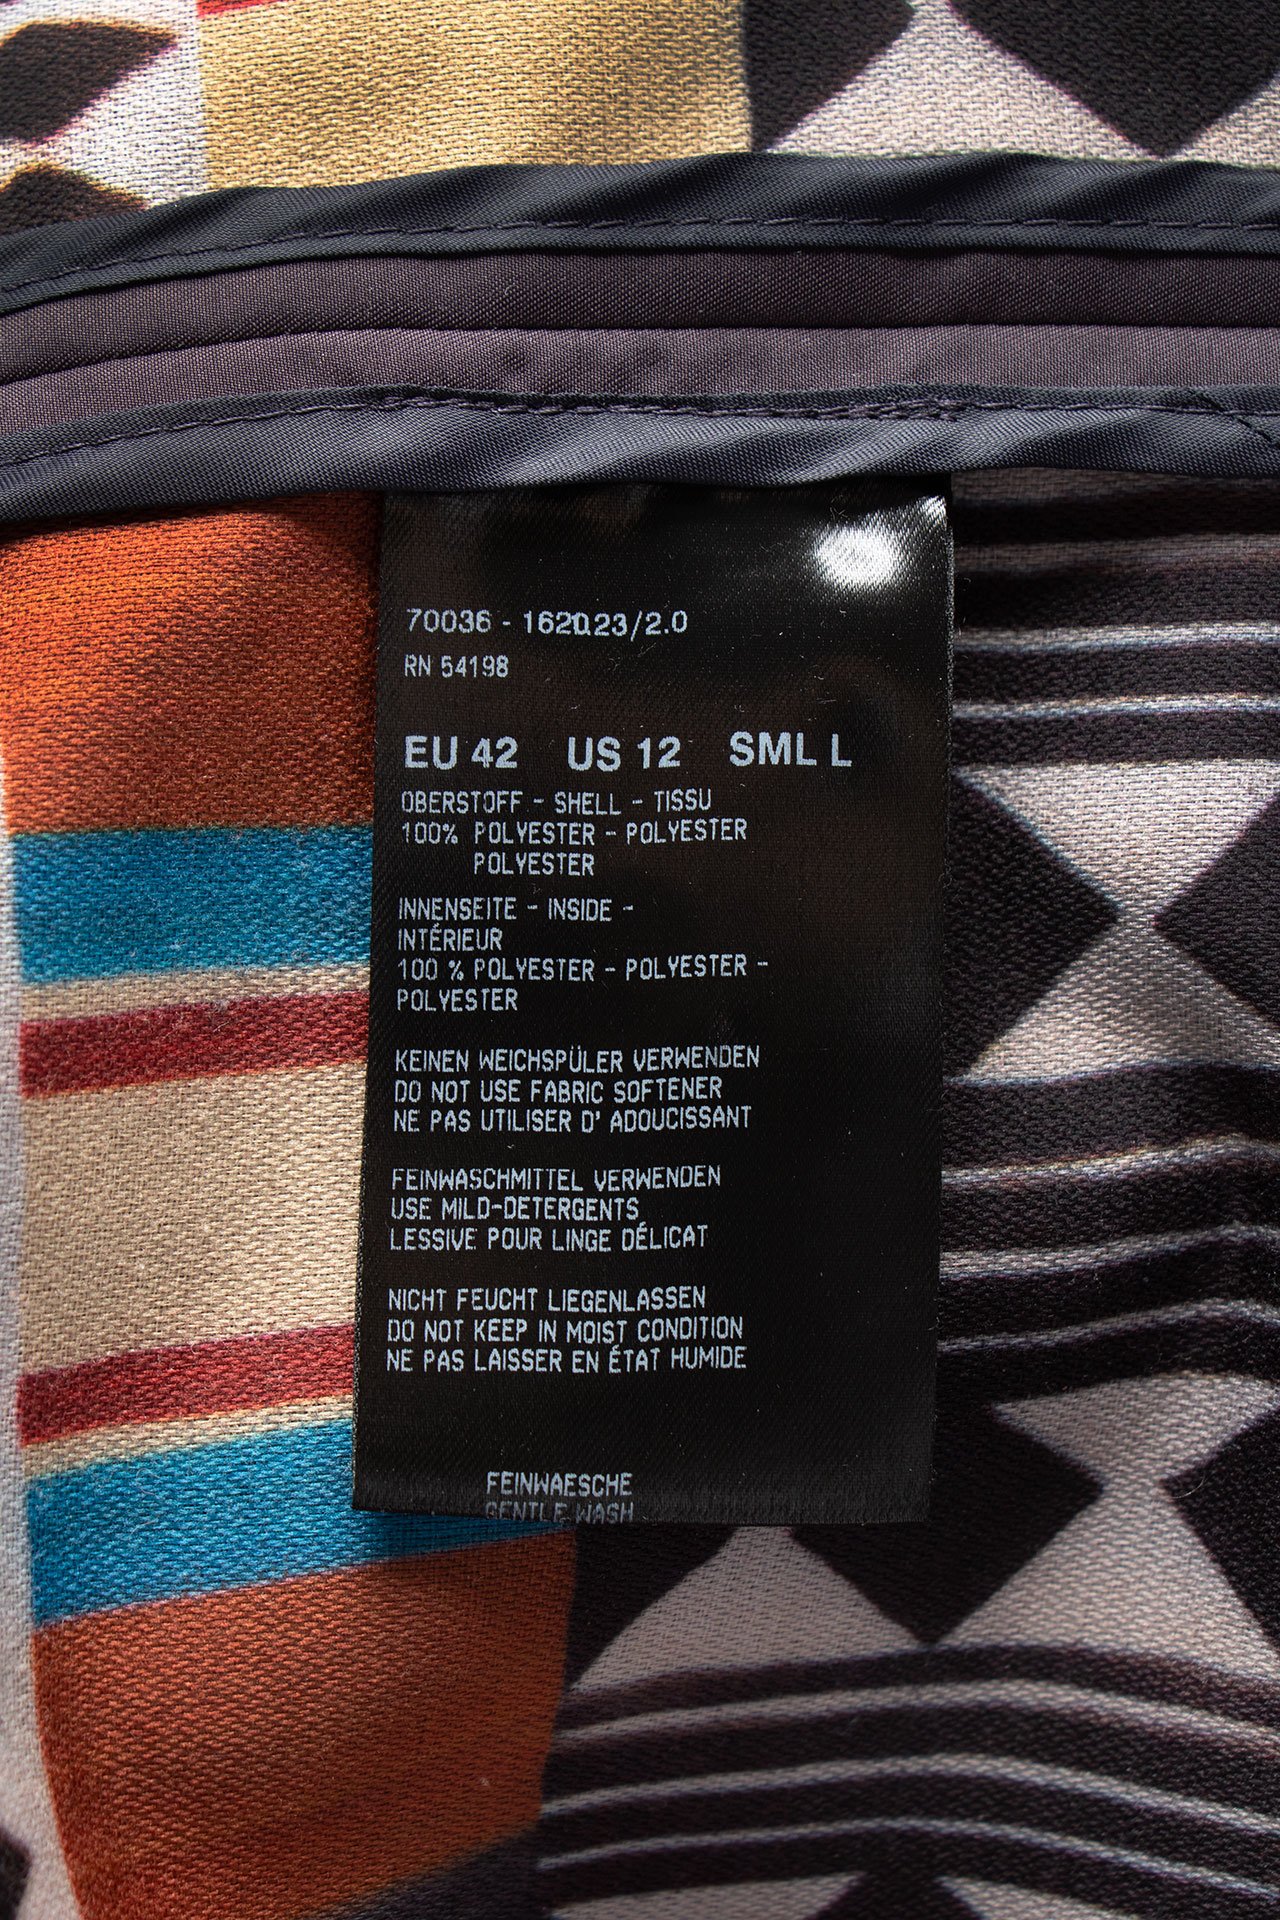 70036 - 162023/2.0
RN 54198
EU 42 US 12 SML L
OBERSTOFF - SHELL - TISSU
100% POLYESTER - POLYESTER
POLYESTER
INNENSEITE - INSIDE -
INTÉRIEUR
100 % POLYESTER - POLYESTER -
POLYESTER
KEINEN WEICHSPÜLER VERWENDEN
DO NOT USE FABRIC SOFTENER
NE PAS UTILISER D' ADOUCISSANT
FEINWASCHMITTEL VERWENDEN
USE MILD-DETERGENTS
LESSIVE POUR LINGE DÉLICAT
NICHT FEUCHT LIEGENLASSEN
DO NOT KEEP IN MOIST CONDITION
NE PAS LAISSER EN ÉTAT HUMIDE
FEINWAESCHE
GENTLE WASH